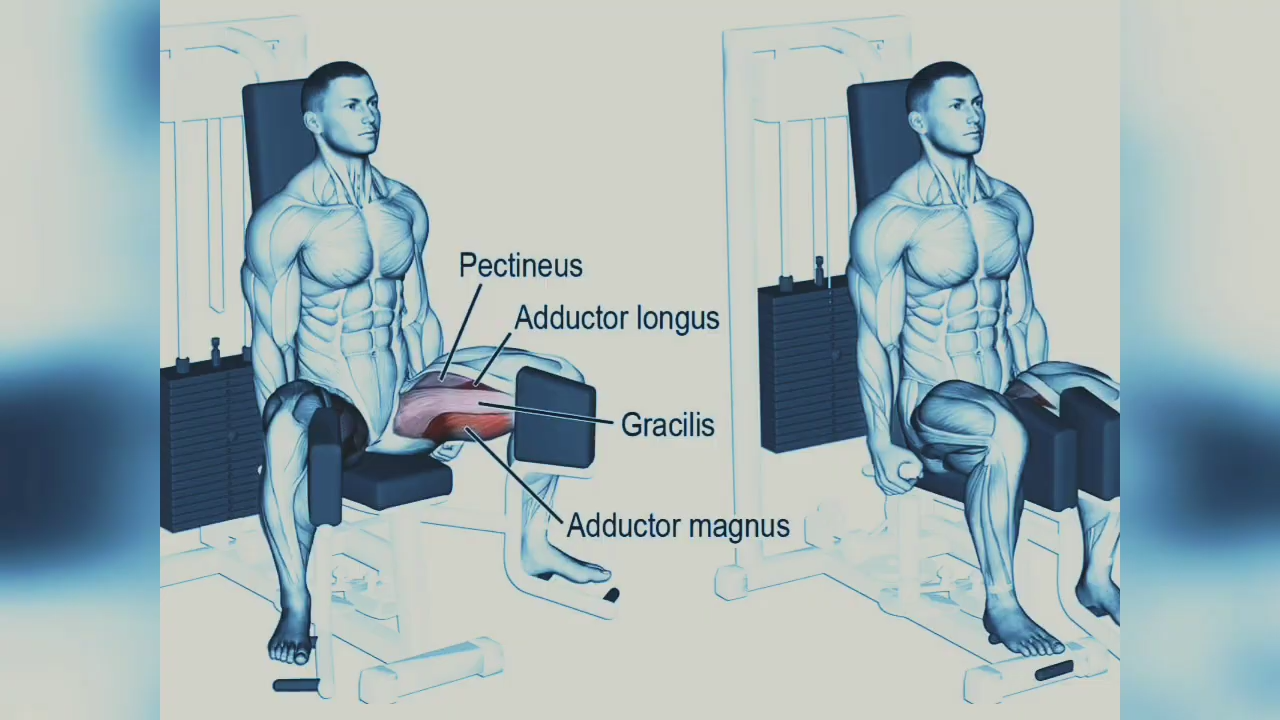 Pectineus
Adductor longus
Gracilis
Adductor magnus